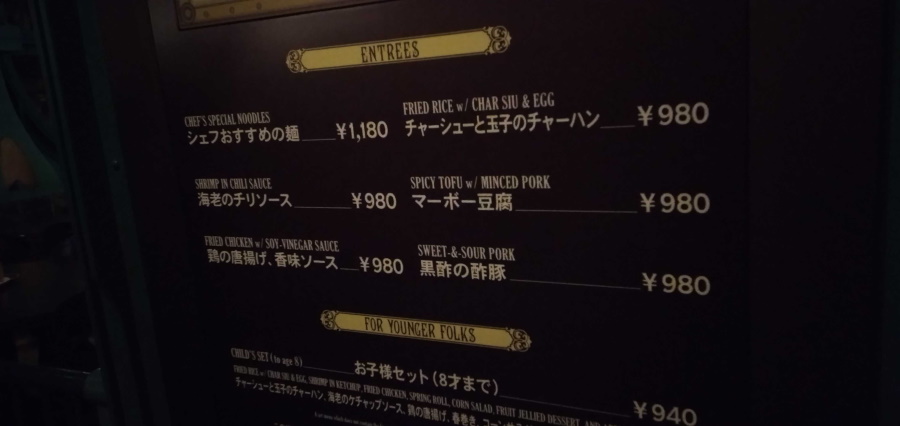 ENTREES
CHEF'S SPECIAL NOODLES
シェフおすすめの麺 ¥1,180
FRIED RICE w/ CHAR SIU & EGG
チャーシューと玉子のチャーハン ¥980
SHRIMP IN CHILI SAUCE
海老のチリソース ¥980
SPICY TOFU w/ MINCED PORK
マーボー豆腐 ¥980
FRIED CHICKEN w/ SOY-VINEGAR SAUCE
鶏の唐揚げ、香味ソース ¥980
SWEET-&-SOUR PORK
黒酢の酢豚 ¥980
FOR YOUNGER FOLKS
CHILD'S SET (to age 8) お子様セット (8才まで) ¥940
FRIED RICE w/ CHAR SIU & EGG, SHRIMP IN KETCHUP, FRIED CHICKEN, SPRING ROLL, CORN SALAD, FRUIT JELLIED DESSERT, AND
チャーシューと玉子のチャーハン、海老のケチャップソース、鶏の唐揚げ、春巻き、コーン